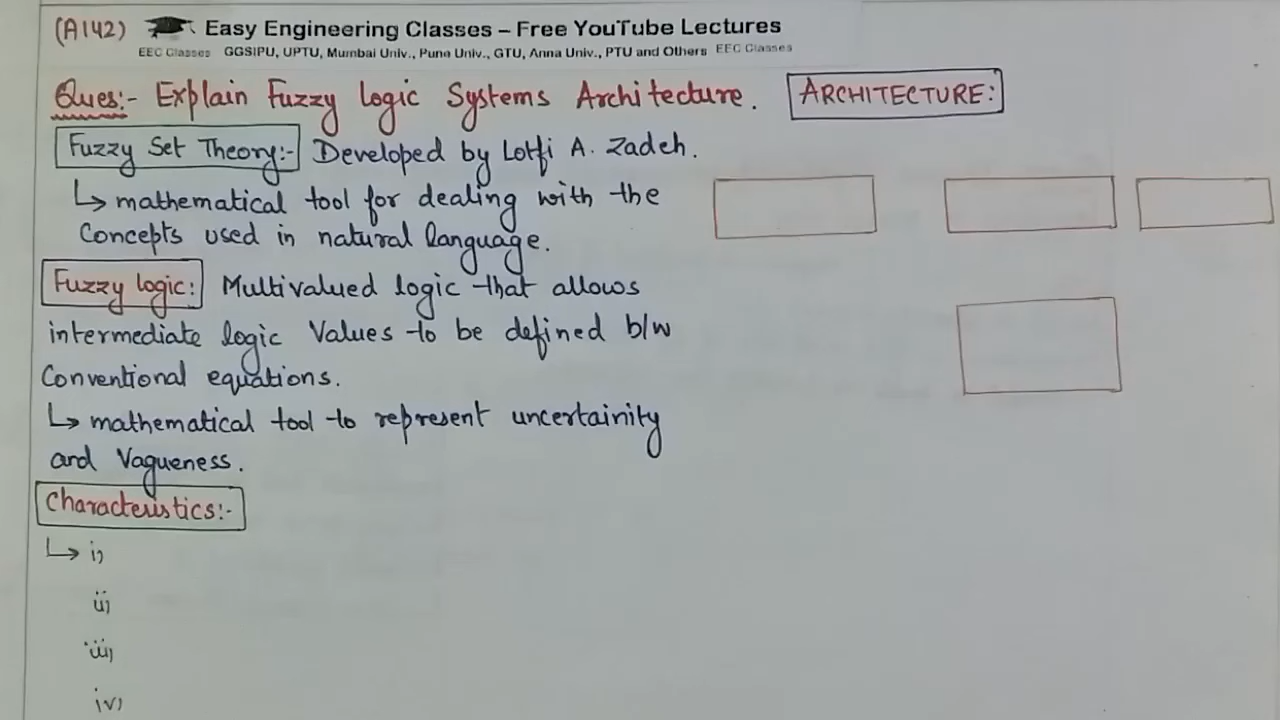 (A142) Easy Engineering Classes – Free YouTube Lectures
EEC Classes GGSIPU, UPTU, Mumbai Univ., Pune Univ., GTU, Anna Univ., PTU and Others EEC Classes
Ques:- Explain Fuzzy Logic Systems Architecture. ARCHITECTURE:
Fuzzy Set Theory:- Developed by Lotfi A. Zadeh.
↳ mathematical tool for dealing with the
Concepts used in natural language.
Fuzzy logic: Multivalued logic that allows
intermediate logic Values to be defined b/w
Conventional equations.
↳ mathematical tool to represent uncertainity
and Vagueness.
Characteristics:-
↳ i)
ii)
iii)
iv)